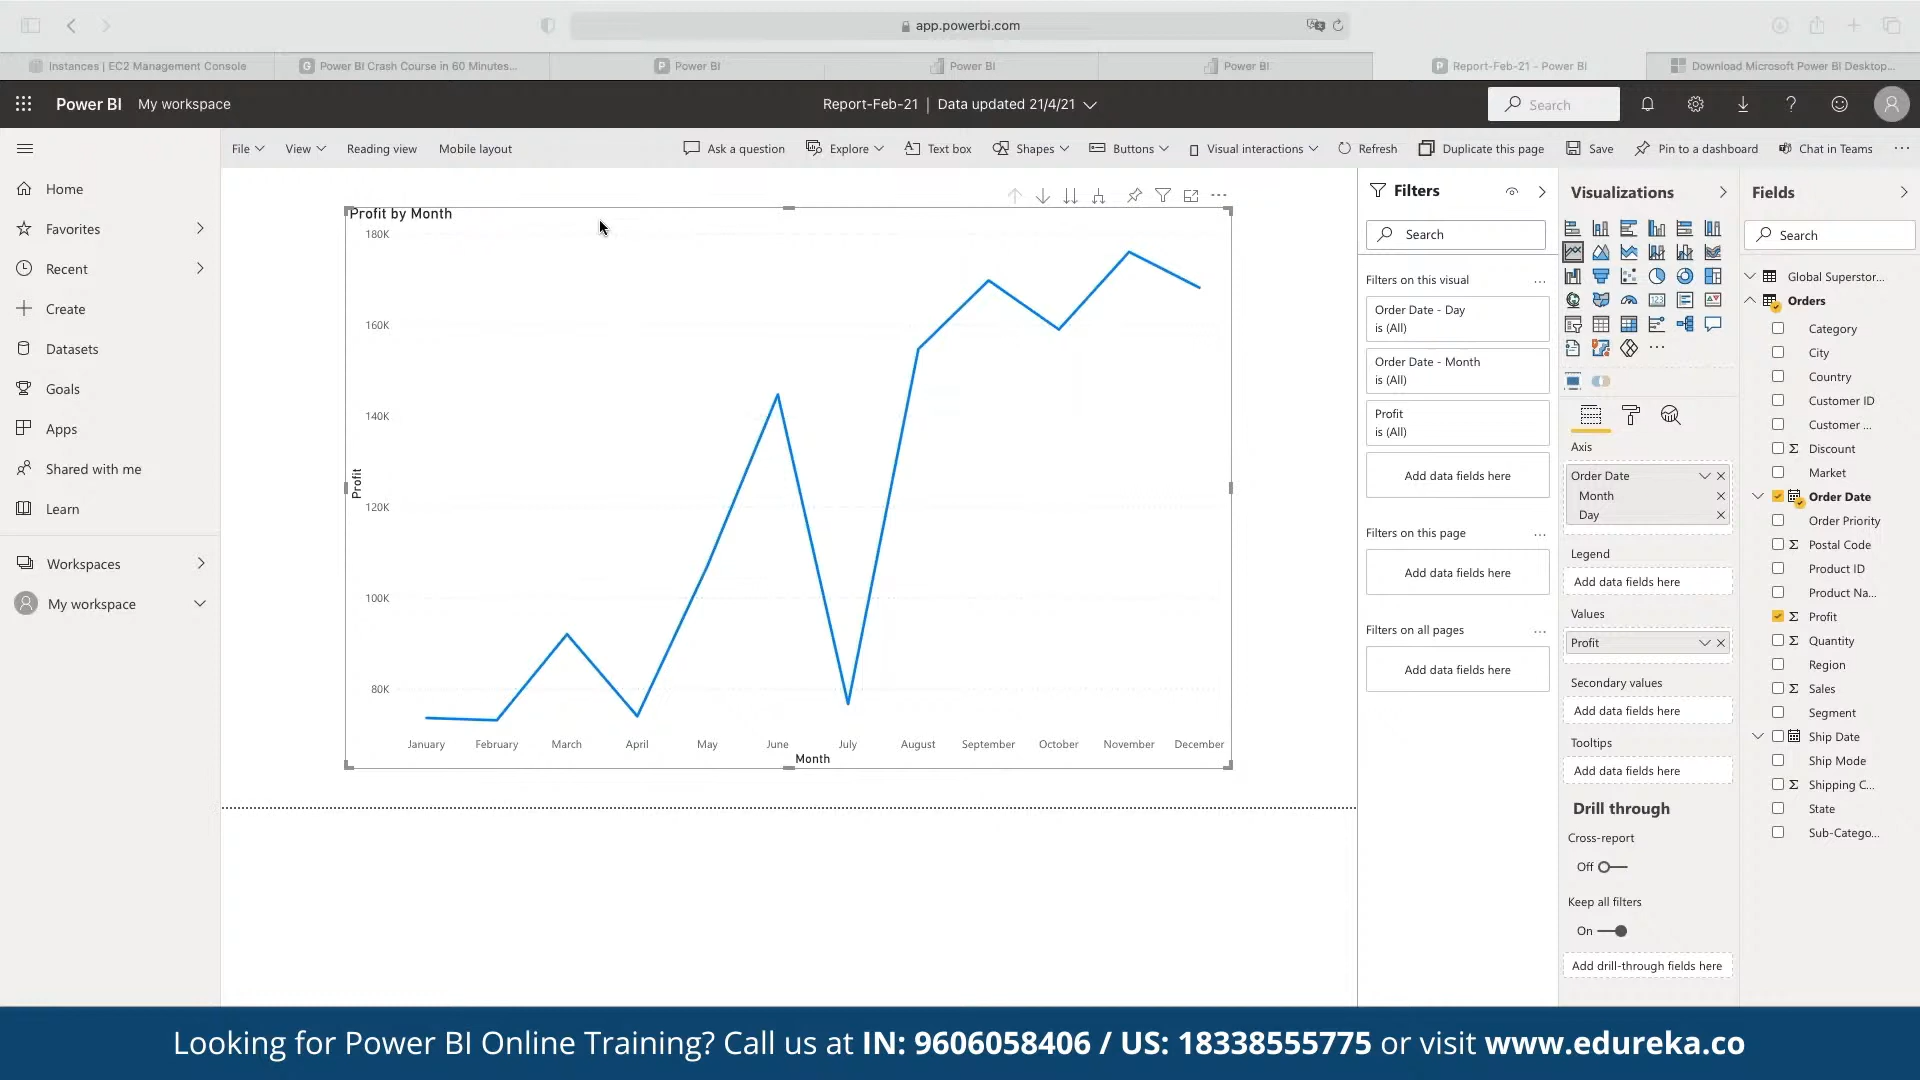 app.powerbi.com
Instances | EC2 Management Console
Power BI Crash Course in 60 Minutes...
Power BI
Power BI
Power BI
Report-Feb-21 - Power BI
Download Microsoft Power BI Desktop...
Power BI My workspace
Report-Feb-21 | Data updated 21/4/21
Search
File
View
Reading view
Mobile layout
Ask a question
Explore
Text box
Shapes
Buttons
Visual interactions
Refresh
Duplicate this page
Save
Pin to a dashboard
Chat in Teams
Home
Favorites
Recent
Create
Datasets
Goals
Apps
Shared with me
Learn
Workspaces
My workspace
Profit by Month
180K
160K
140K
120K
100K
80K
Profit
January February March April May June July August September October November December
Month
Filters
Search
Filters on this visual
Order Date - Day
is (All)
Order Date - Month
is (All)
Profit
is (All)
Add data fields here
Filters on this page
Add data fields here
Filters on all pages
Add data fields here
Visualizations
Axis
Order Date
Month
Day
Legend
Add data fields here
Values
Profit
Secondary values
Add data fields here
Tooltips
Add data fields here
Drill through
Cross-report
Off
Keep all filters
On
Add drill-through fields here
Fields
Search
Global Superstor...
Orders
Category
City
Country
Customer ID
Customer ...
Discount
Market
Order Date
Order Priority
Postal Code
Product ID
Product Na...
Profit
Quantity
Region
Sales
Segment
Ship Date
Ship Mode
Shipping C...
State
Sub-Catego...
Looking for Power BI Online Training? Call us at IN: 9606058406 / US: 18338555775 or visit www.edureka.co